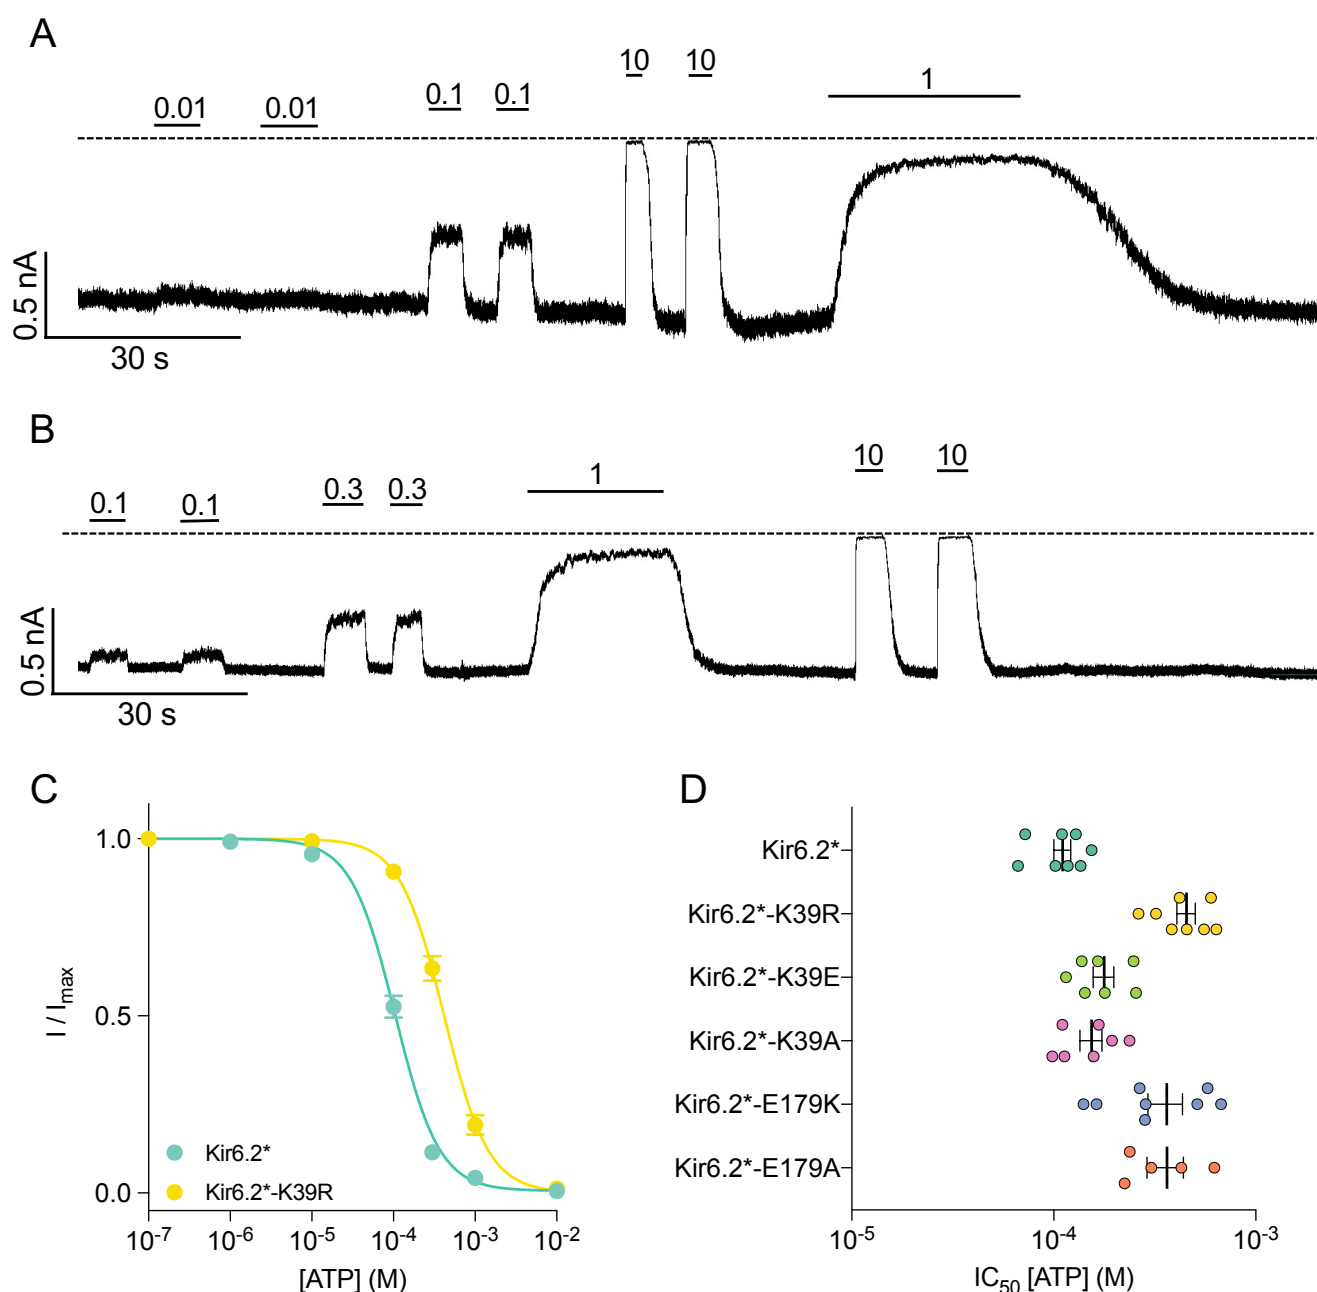 A
0.01 0.01 0.1 0.1 10 10 1
0.5 nA
30 s
B
0.1 0.1 0.3 0.3 1 10 10
0.5 nA
30 s
C
I / Imax
1.0
0.5
0.0
Kir6.2*
Kir6.2*-K39R
10-7 10-6 10-5 10-4 10-3 10-2
[ATP] (M)
D
Kir6.2*
Kir6.2*-K39R
Kir6.2*-K39E
Kir6.2*-K39A
Kir6.2*-E179K
Kir6.2*-E179A
10-5 10-4 10-3
IC50 [ATP] (M)